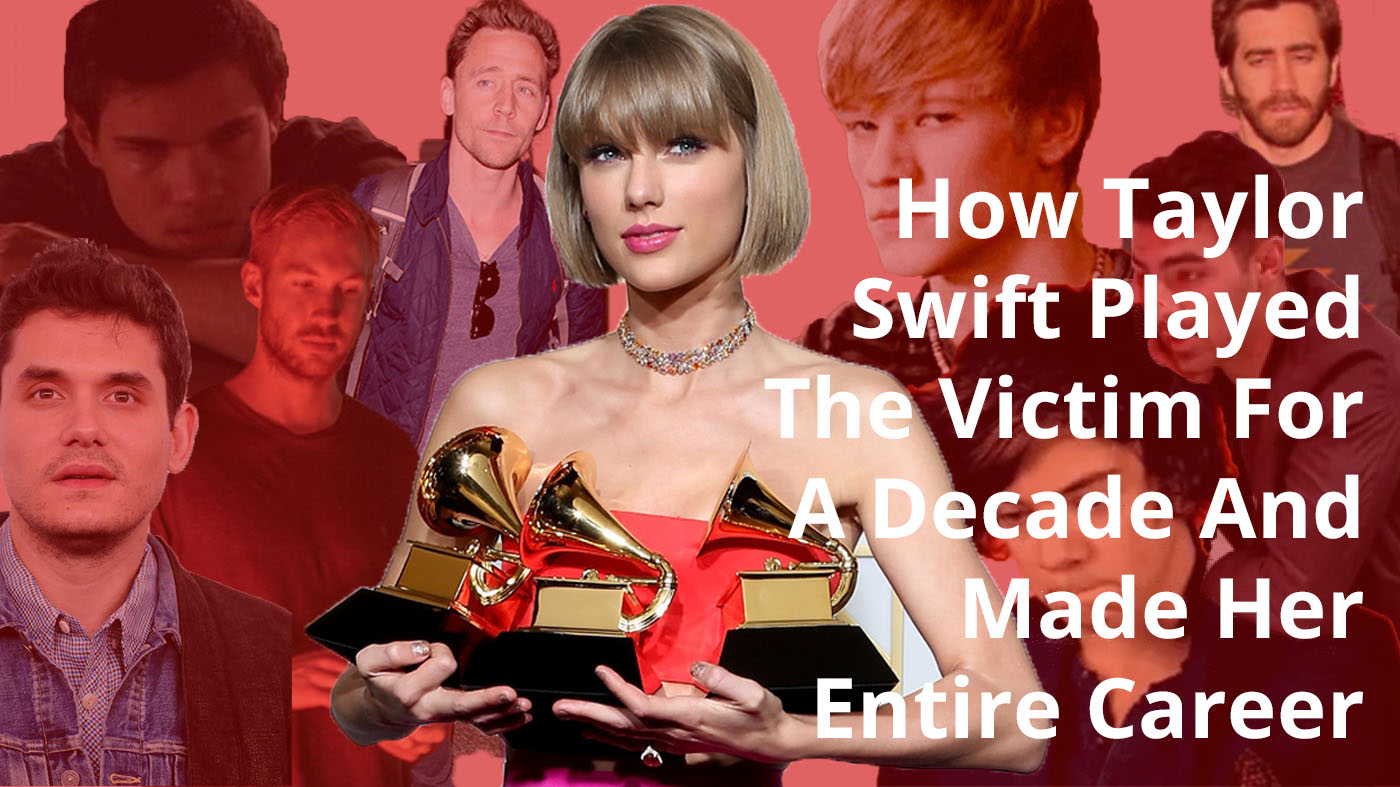 How Taylor
Swift Played
The Victim For
A Decade And
Made Her
Entire Career